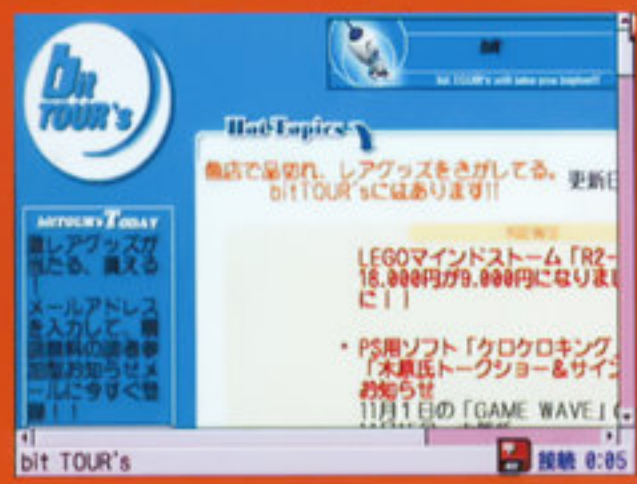 bit
TOUR's
bit
bit TOUR's will take you higher!!
Hot Topics
商店で品切れ、レアグッズをさがしてる。
bitTOUR'sにはあります!!
更新日
bitTOUR's TODAY
激レアグッズが
当たる、買える
!
メールアドレス
を入力して、購
読無料の読者参
加型お知らせメ
ールに今すぐ登
録!!
NEWS
LEGOマインドストーム「R2-
18.000円が9.000円になりまし
に!!
・PS用ソフト「ケロケロキング」
「木原氏トークショー&サイン
お知らせ
11月1日の「GAME WAVE」の
bit TOUR's
接続 0:05